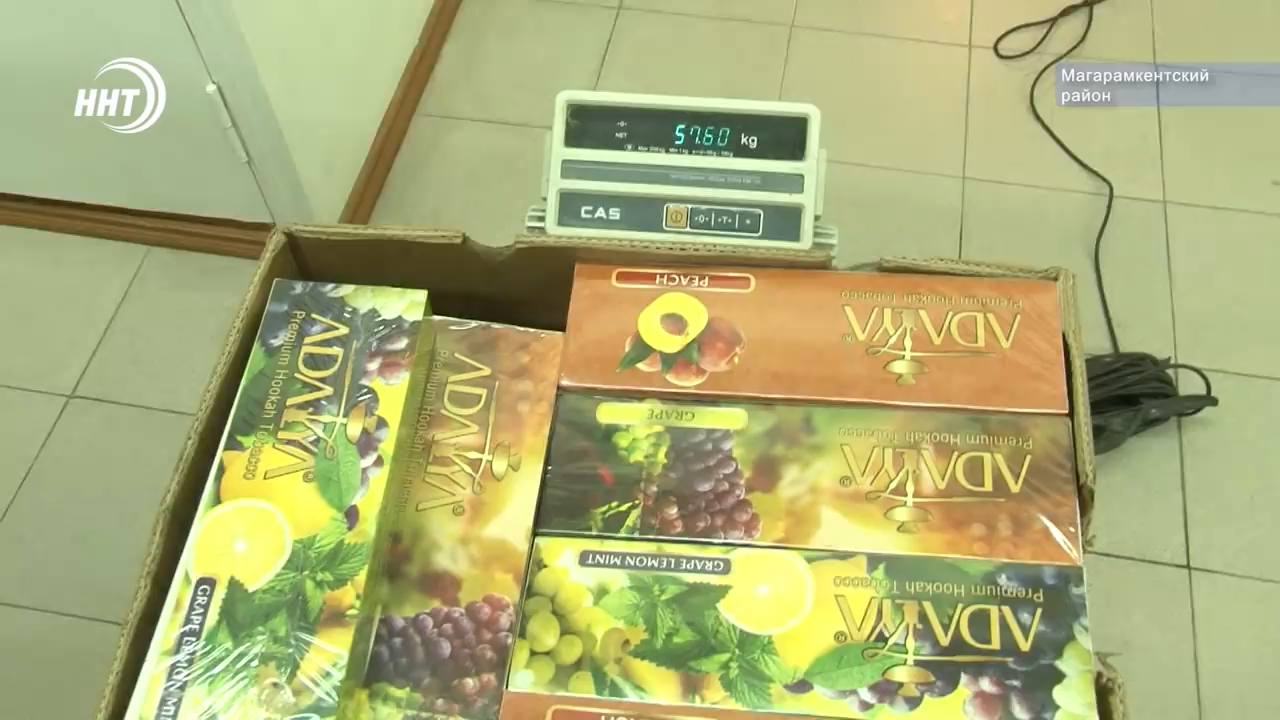 ННТ
Магарамкентский
район
NET
57.60 kg
CAS
PEACH
ADALYA
Premium Hookah Tobacco
GRAPE
ADALYA
Premium Hookah Tobacco
GRAPE LEMON MINT
ADALYA
Premium Hookah Tobacco
ADALYA
Premium Hookah Tobacco
GRAPE LEMON
ADALYA
Premium Hookah Tobacco